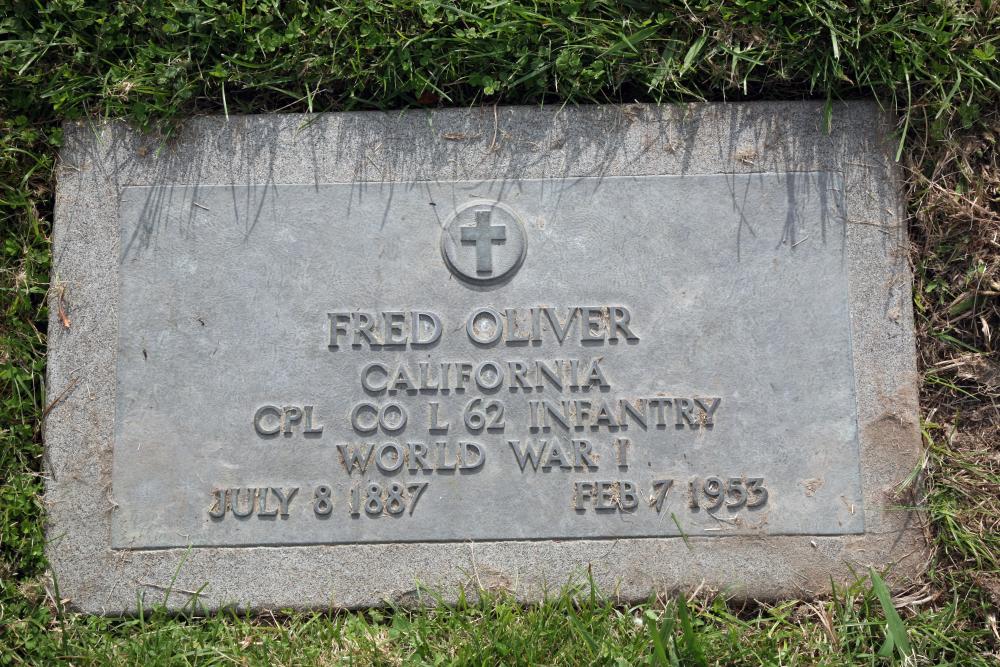 FRED OLIVER
CALIFORNIA
CPL CO L 62 INFANTRY
WORLD WAR I
JULY 8 1887 FEB 7 1953